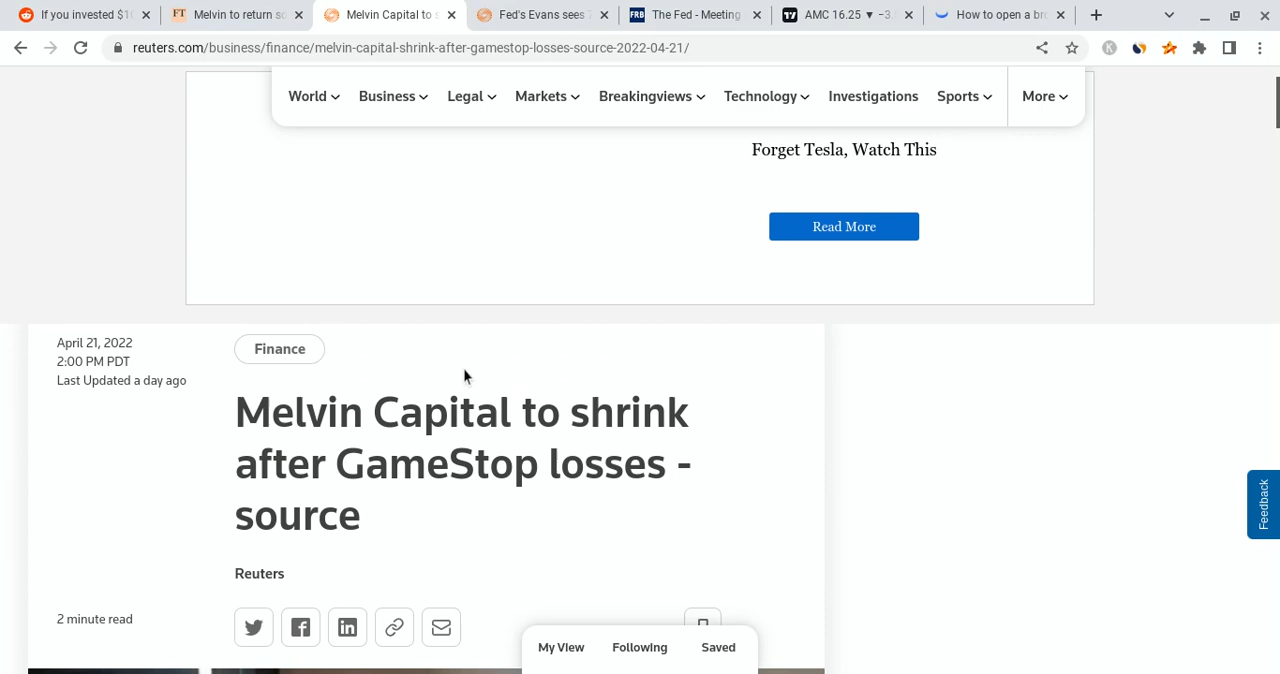 If you invested $1
FT Melvin to return so
Melvin Capital to s
Fed's Evans sees
FRB The Fed - Meeting
AMC 16.25 ▼ −3.
How to open a bro
reuters.com/business/finance/melvin-capital-shrink-after-gamestop-losses-source-2022-04-21/
K
World Business Legal Markets Breakingviews Technology Investigations Sports More
Forget Tesla, Watch This
Read More
April 21, 2022
2:00 PM PDT
Last Updated a day ago
Finance
Melvin Capital to shrink
after GameStop losses -
source
Reuters
2 minute read
My View Following Saved
Feedback